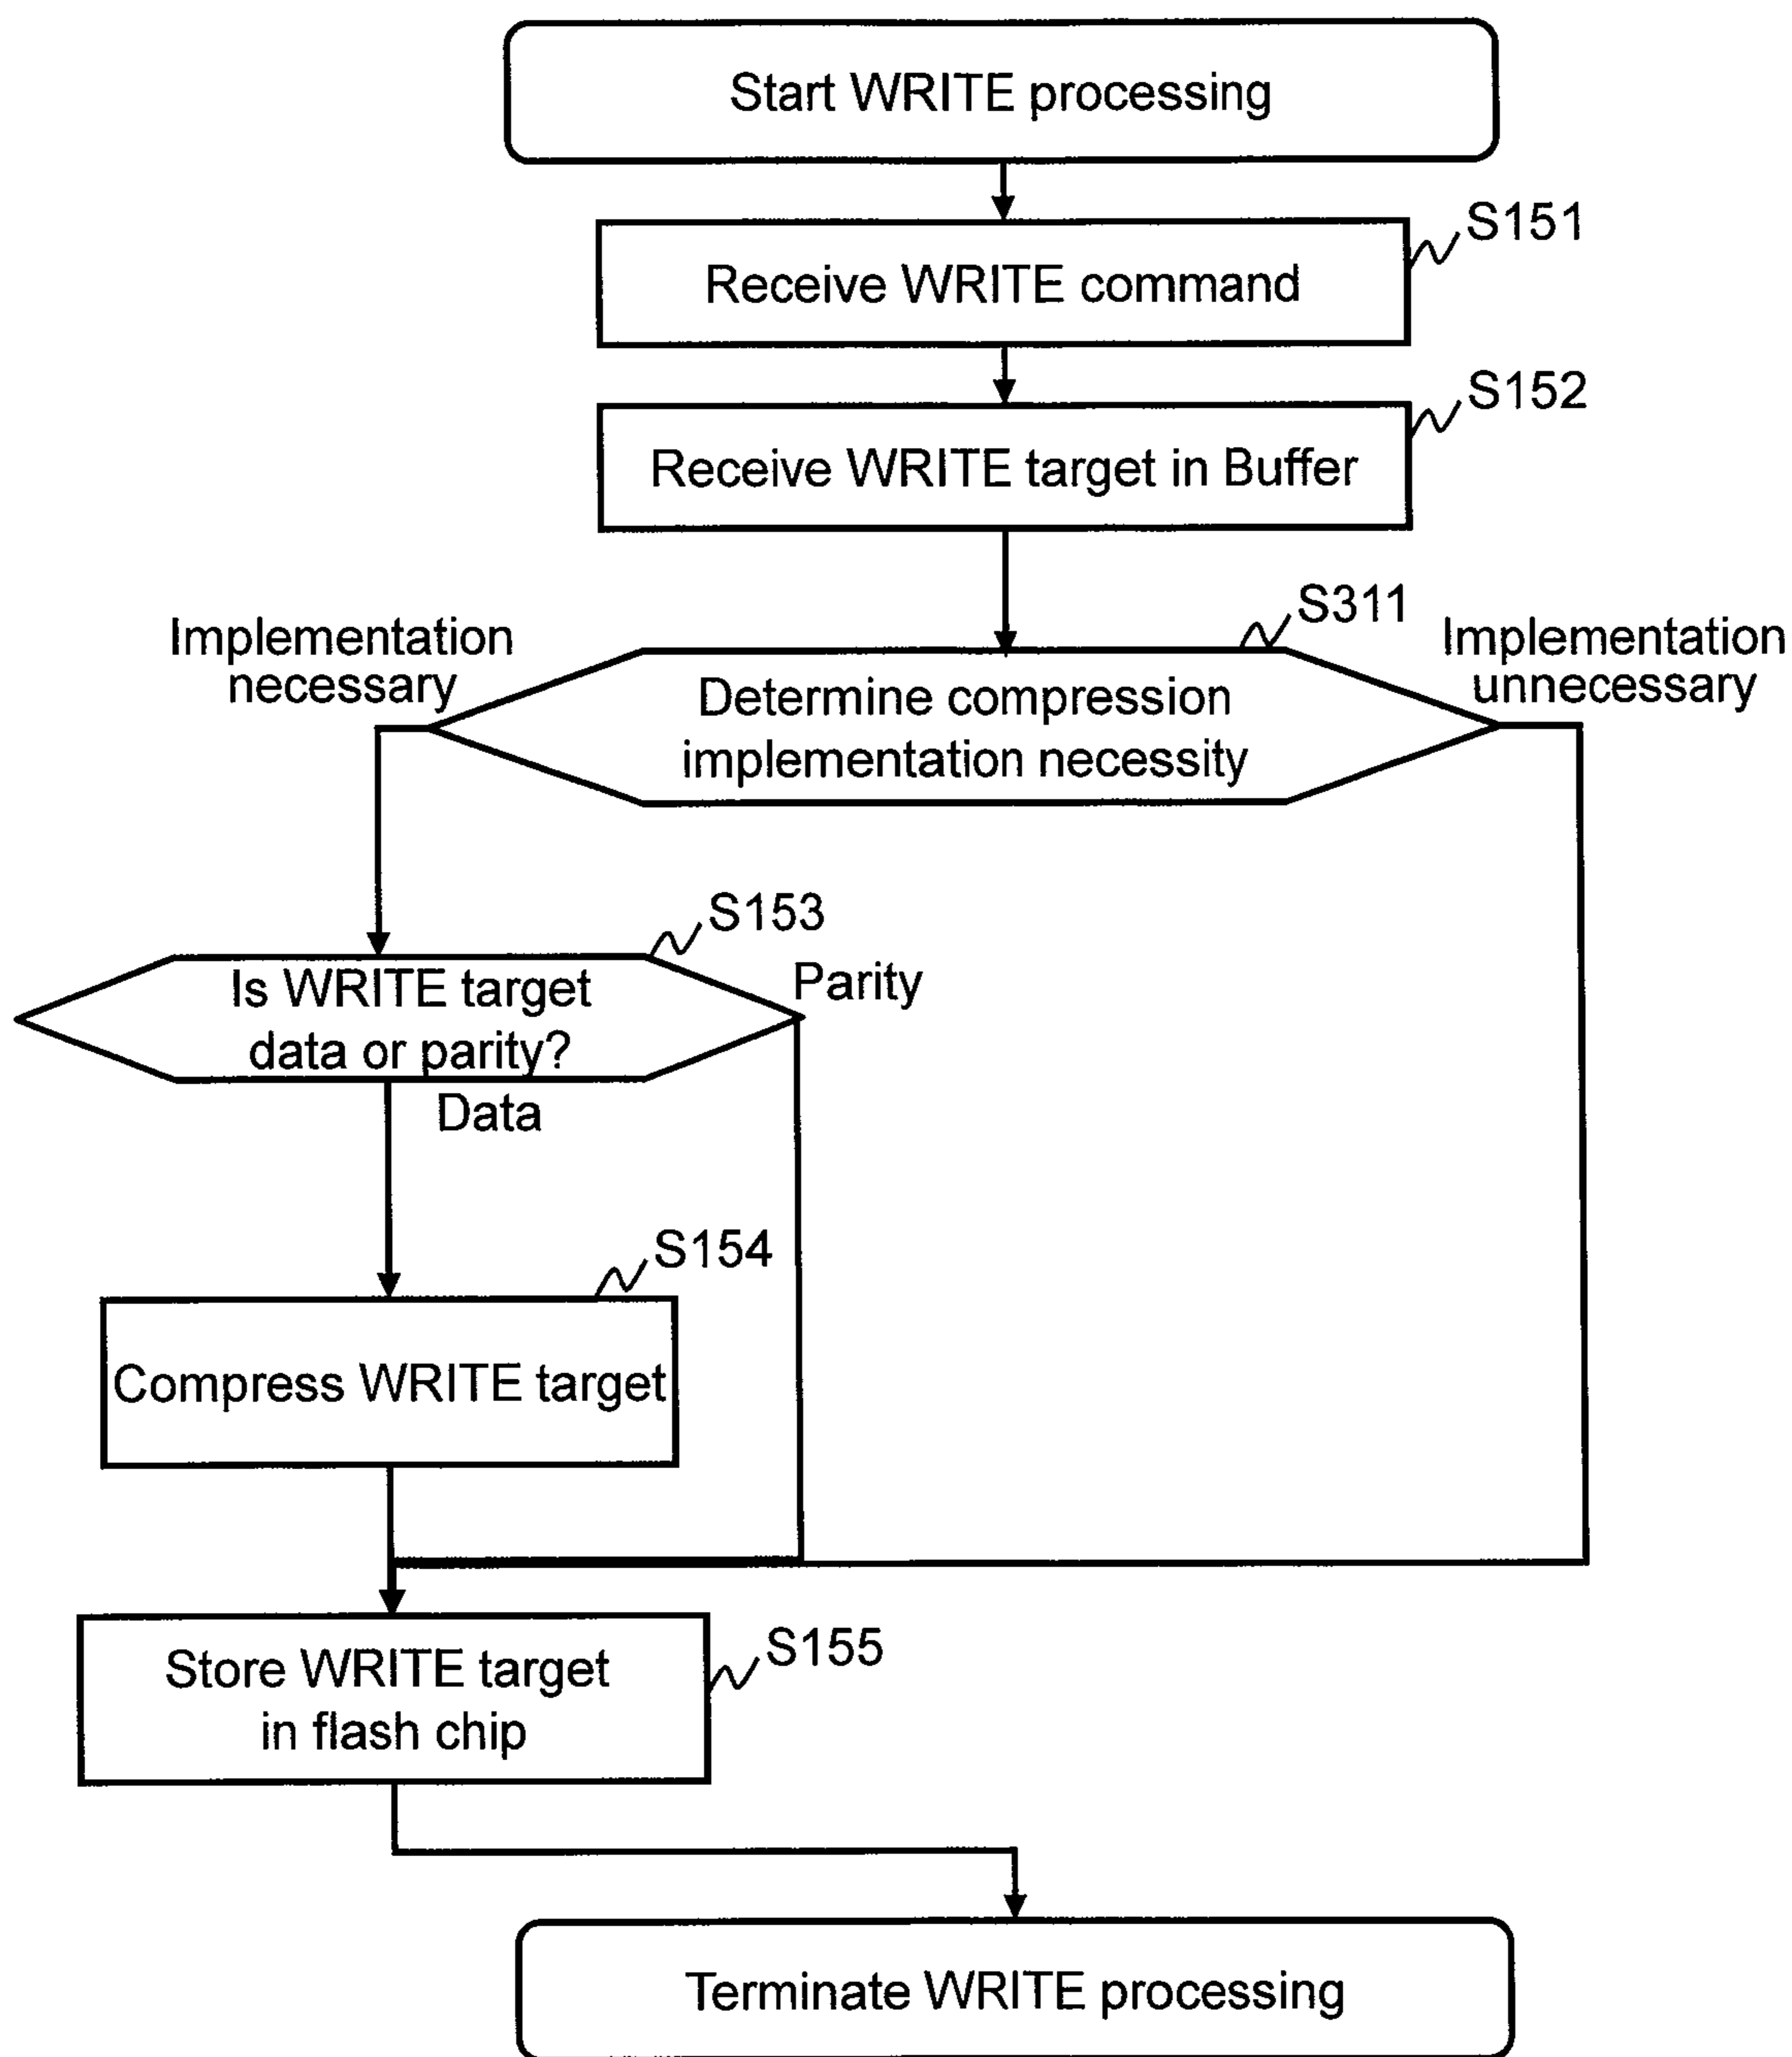 Start WRITE processing
S151
Receive WRITE command
S152
Receive WRITE target in Buffer
S311
Implementation
necessary
Implementation
unnecessary
Determine compression
implementation necessity
S153
Is WRITE target
data or parity?
Parity
Data
S154
Compress WRITE target
Store WRITE target
in flash chip
S155
Terminate WRITE processing